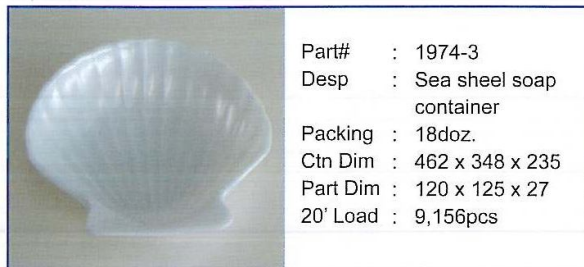 Part# : 1974-3
Desp : Sea sheel soap
container
Packing : 18doz.
Ctn Dim : 462 x 348 x 235
Part Dim : 120 x 125 x 27
20' Load : 9,156pcs